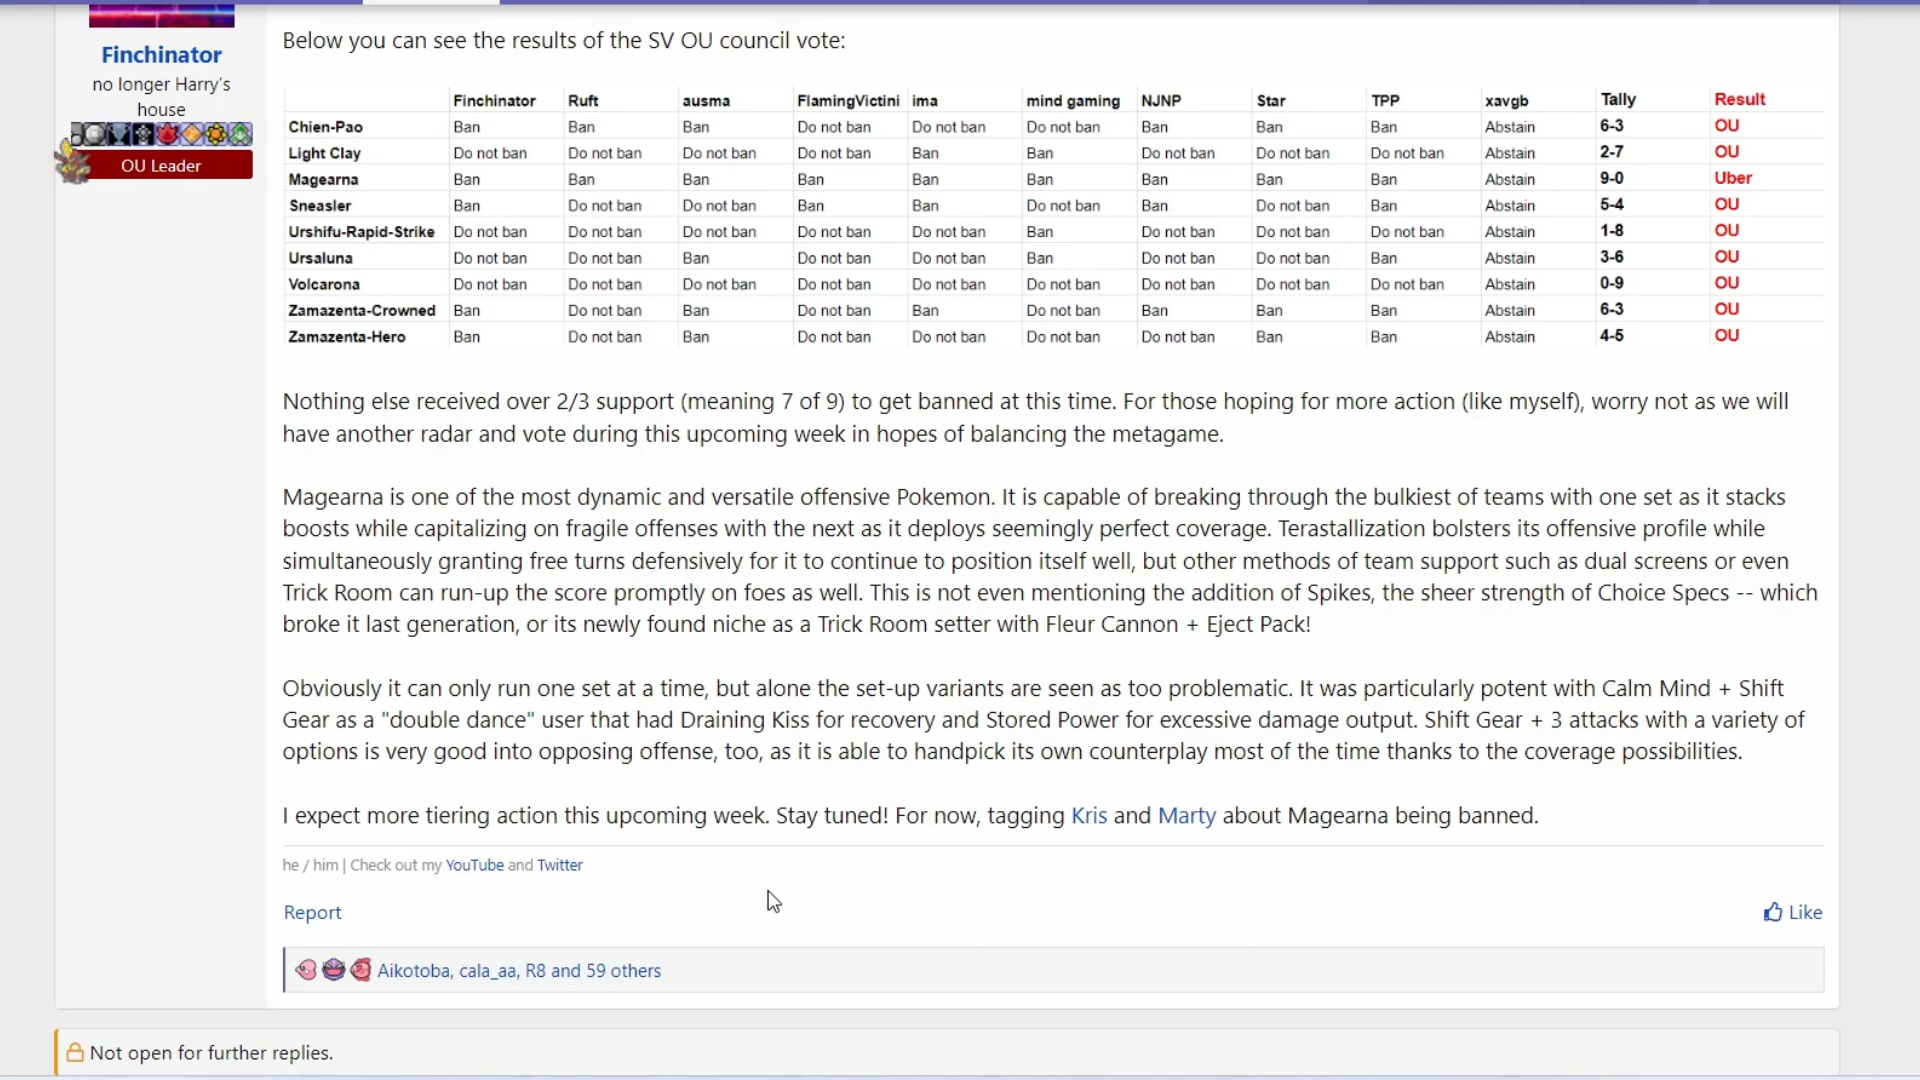 Finchinator
no longer Harry's
house
OU Leader
Below you can see the results of the SV OU council vote:
Finchinator Ruft ausma FlamingVictini ima mind gaming NJNP Star TPP xavgb Tally Result
Chien-Pao Ban Ban Ban Do not ban Do not ban Do not ban Ban Ban Ban Abstain 6-3 OU
Light Clay Do not ban Do not ban Do not ban Do not ban Ban Ban Do not ban Do not ban Do not ban Abstain 2-7 OU
Magearna Ban Ban Ban Ban Ban Ban Ban Ban Ban Abstain 9-0 Uber
Sneasler Ban Do not ban Do not ban Ban Ban Do not ban Ban Do not ban Ban Abstain 5-4 OU
Urshifu-Rapid-Strike Do not ban Do not ban Do not ban Do not ban Do not ban Ban Do not ban Do not ban Do not ban Abstain 1-8 OU
Ursaluna Do not ban Do not ban Ban Do not ban Do not ban Ban Do not ban Do not ban Ban Abstain 3-6 OU
Volcarona Do not ban Do not ban Do not ban Do not ban Do not ban Do not ban Do not ban Do not ban Do not ban Abstain 0-9 OU
Zamazenta-Crowned Ban Do not ban Ban Do not ban Ban Do not ban Ban Ban Ban Abstain 6-3 OU
Zamazenta-Hero Ban Do not ban Ban Do not ban Do not ban Do not ban Do not ban Ban Ban Abstain 4-5 OU
Nothing else received over 2/3 support (meaning 7 of 9) to get banned at this time. For those hoping for more action (like myself), worry not as we will
have another radar and vote during this upcoming week in hopes of balancing the metagame.
Magearna is one of the most dynamic and versatile offensive Pokemon. It is capable of breaking through the bulkiest of teams with one set as it stacks
boosts while capitalizing on fragile offenses with the next as it deploys seemingly perfect coverage. Terastallization bolsters its offensive profile while
simultaneously granting free turns defensively for it to continue to position itself well, but other methods of team support such as dual screens or even
Trick Room can run-up the score promptly on foes as well. This is not even mentioning the addition of Spikes, the sheer strength of Choice Specs -- which
broke it last generation, or its newly found niche as a Trick Room setter with Fleur Cannon + Eject Pack!
Obviously it can only run one set at a time, but alone the set-up variants are seen as too problematic. It was particularly potent with Calm Mind + Shift
Gear as a "double dance" user that had Draining Kiss for recovery and Stored Power for excessive damage output. Shift Gear + 3 attacks with a variety of
options is very good into opposing offense, too, as it is able to handpick its own counterplay most of the time thanks to the coverage possibilities.
I expect more tiering action this upcoming week. Stay tuned! For now, tagging Kris and Marty about Magearna being banned.
he / him | Check out my YouTube and Twitter
Report
Like
Aikotoba, cala_aa, R8 and 59 others
Not open for further replies.